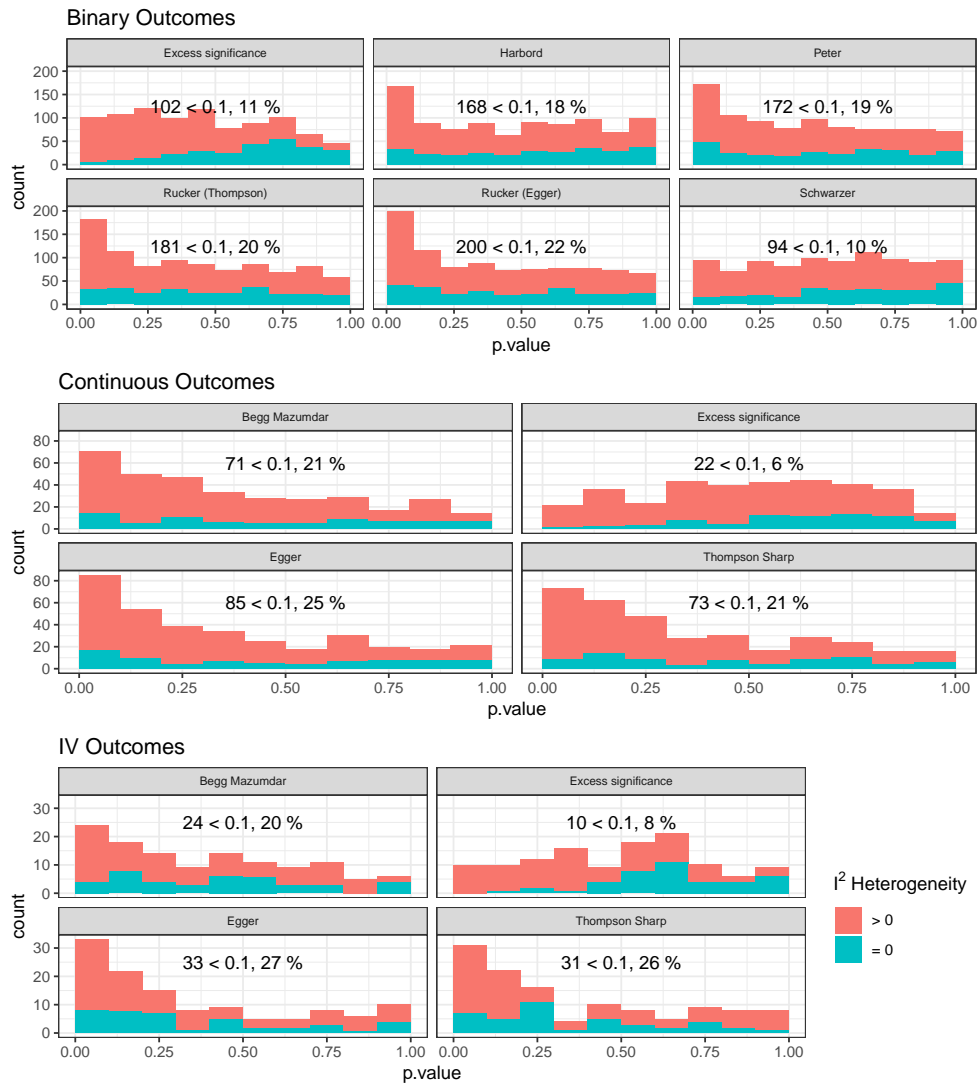 Binary Outcomes
Excess significance
Harbord
Peter
200
150
100
50
0
102 < 0.1, 11 %
168 < 0.1, 18 %
172 < 0.1, 19 %
count
Rucker (Thompson)
Rucker (Egger)
Schwarzer
200
150
100
50
0
181 < 0.1, 20 %
200 < 0.1, 22 %
94 < 0.1, 10 %
0.00 0.25 0.50 0.75 1.00
0.00 0.25 0.50 0.75 1.00
0.00 0.25 0.50 0.75 1.00
p.value
Continuous Outcomes
Begg Mazumdar
Excess significance
80
60
40
20
0
71 < 0.1, 21 %
22 < 0.1, 6 %
count
Egger
Thompson Sharp
80
60
40
20
0
85 < 0.1, 25 %
73 < 0.1, 21 %
0.00 0.25 0.50 0.75 1.00
0.00 0.25 0.50 0.75 1.00
p.value
IV Outcomes
Begg Mazumdar
Excess significance
30
20
10
0
24 < 0.1, 20 %
10 < 0.1, 8 %
count
Egger
Thompson Sharp
30
20
10
0
33 < 0.1, 27 %
31 < 0.1, 26 %
0.00 0.25 0.50 0.75 1.00
0.00 0.25 0.50 0.75 1.00
p.value
I² Heterogeneity
> 0
= 0